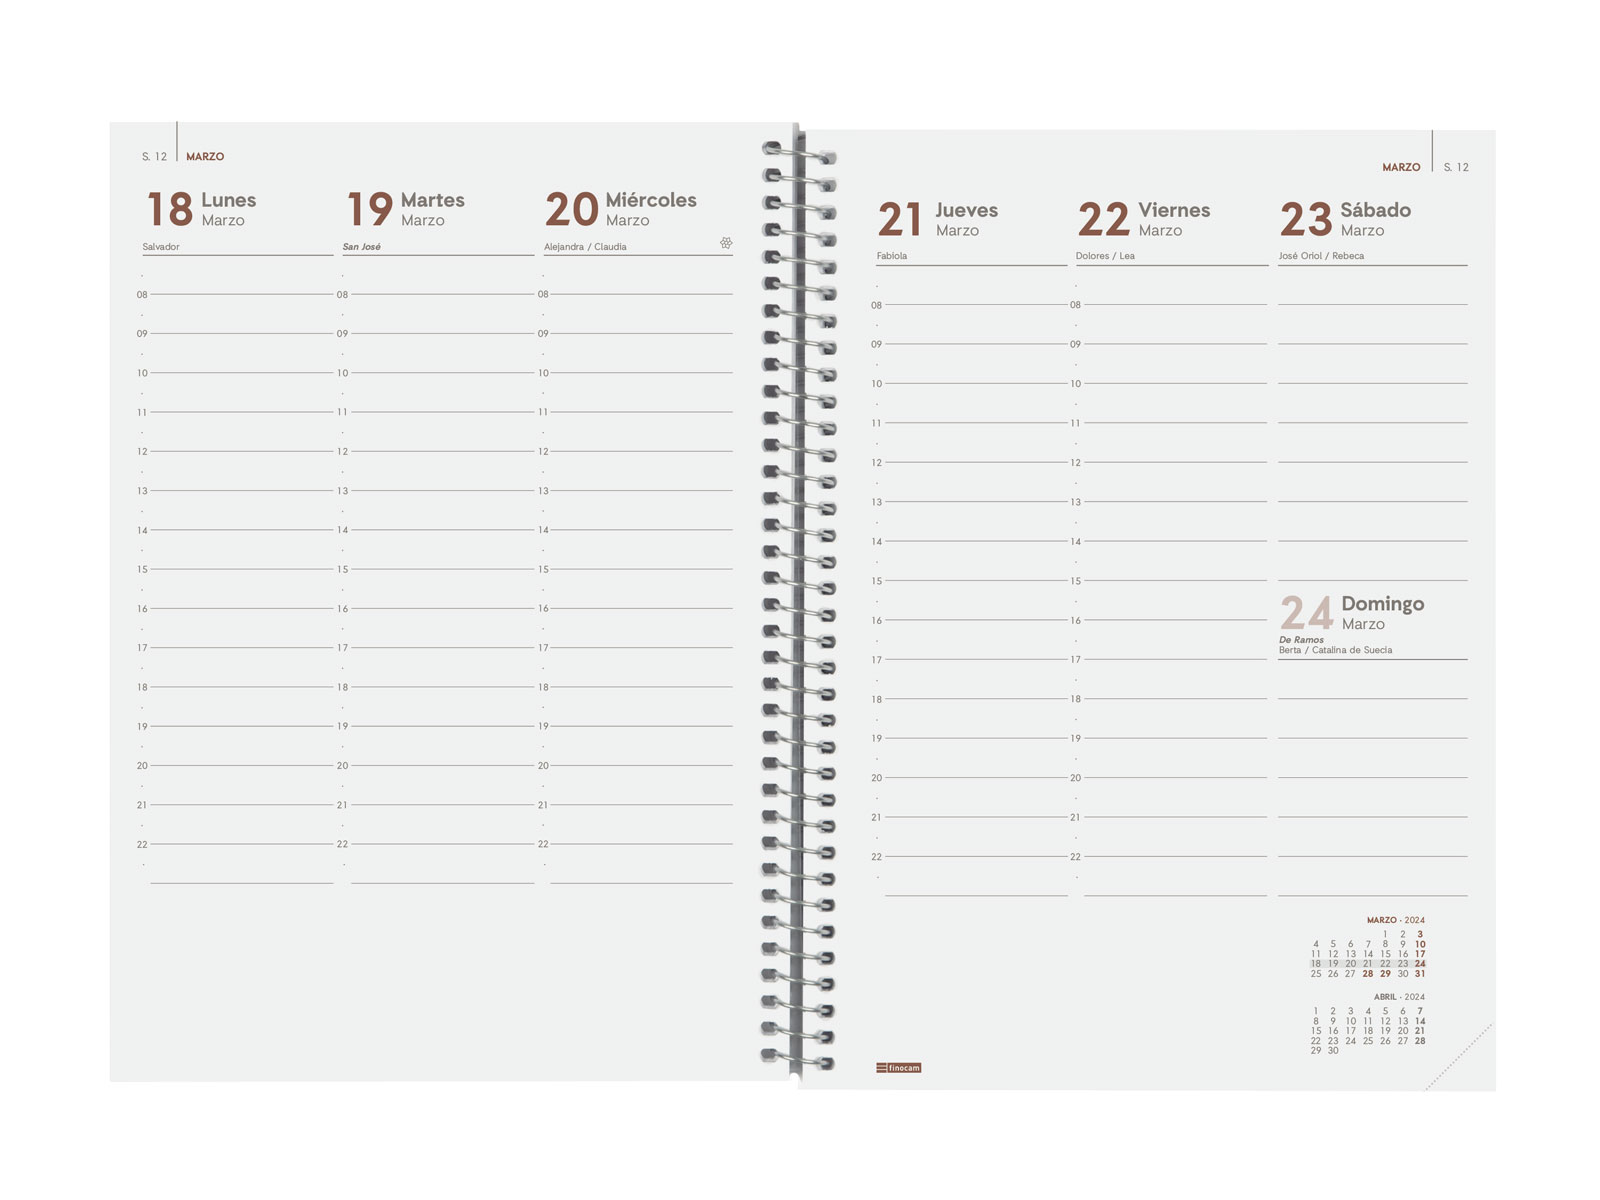 S. 12
MARZO
18 Lunes
Marzo
Salvador
08
09
10
11
12
13
14
15
16
17
18
19
20
21
22
19 Martes
Marzo
San José
08
09
10
11
12
13
14
15
16
17
18
19
20
21
22
20 Miércoles
Marzo
Alejandra / Claudia
08
09
10
11
12
13
14
15
16
17
18
19
20
21
22
MARZO
S. 12
21 Jueves
Marzo
Fabiola
08
09
10
11
12
13
14
15
16
17
18
19
20
21
22
22 Viernes
Marzo
Dolores / Lea
08
09
10
11
12
13
14
15
16
17
18
19
20
21
22
23 Sábado
Marzo
José Oriol / Rebeca
24 Domingo
Marzo
De Ramos
Berta / Catalina de Suecia
MARZO · 2024
1 2 3
4 5 6 7 8 9 10
11 12 13 14 15 16 17
18 19 20 21 22 23 24
25 26 27 28 29 30 31
ABRIL · 2024
1 2 3 4 5 6 7
8 9 10 11 12 13 14
15 16 17 18 19 20 21
22 23 24 25 26 27 28
29 30
finocam